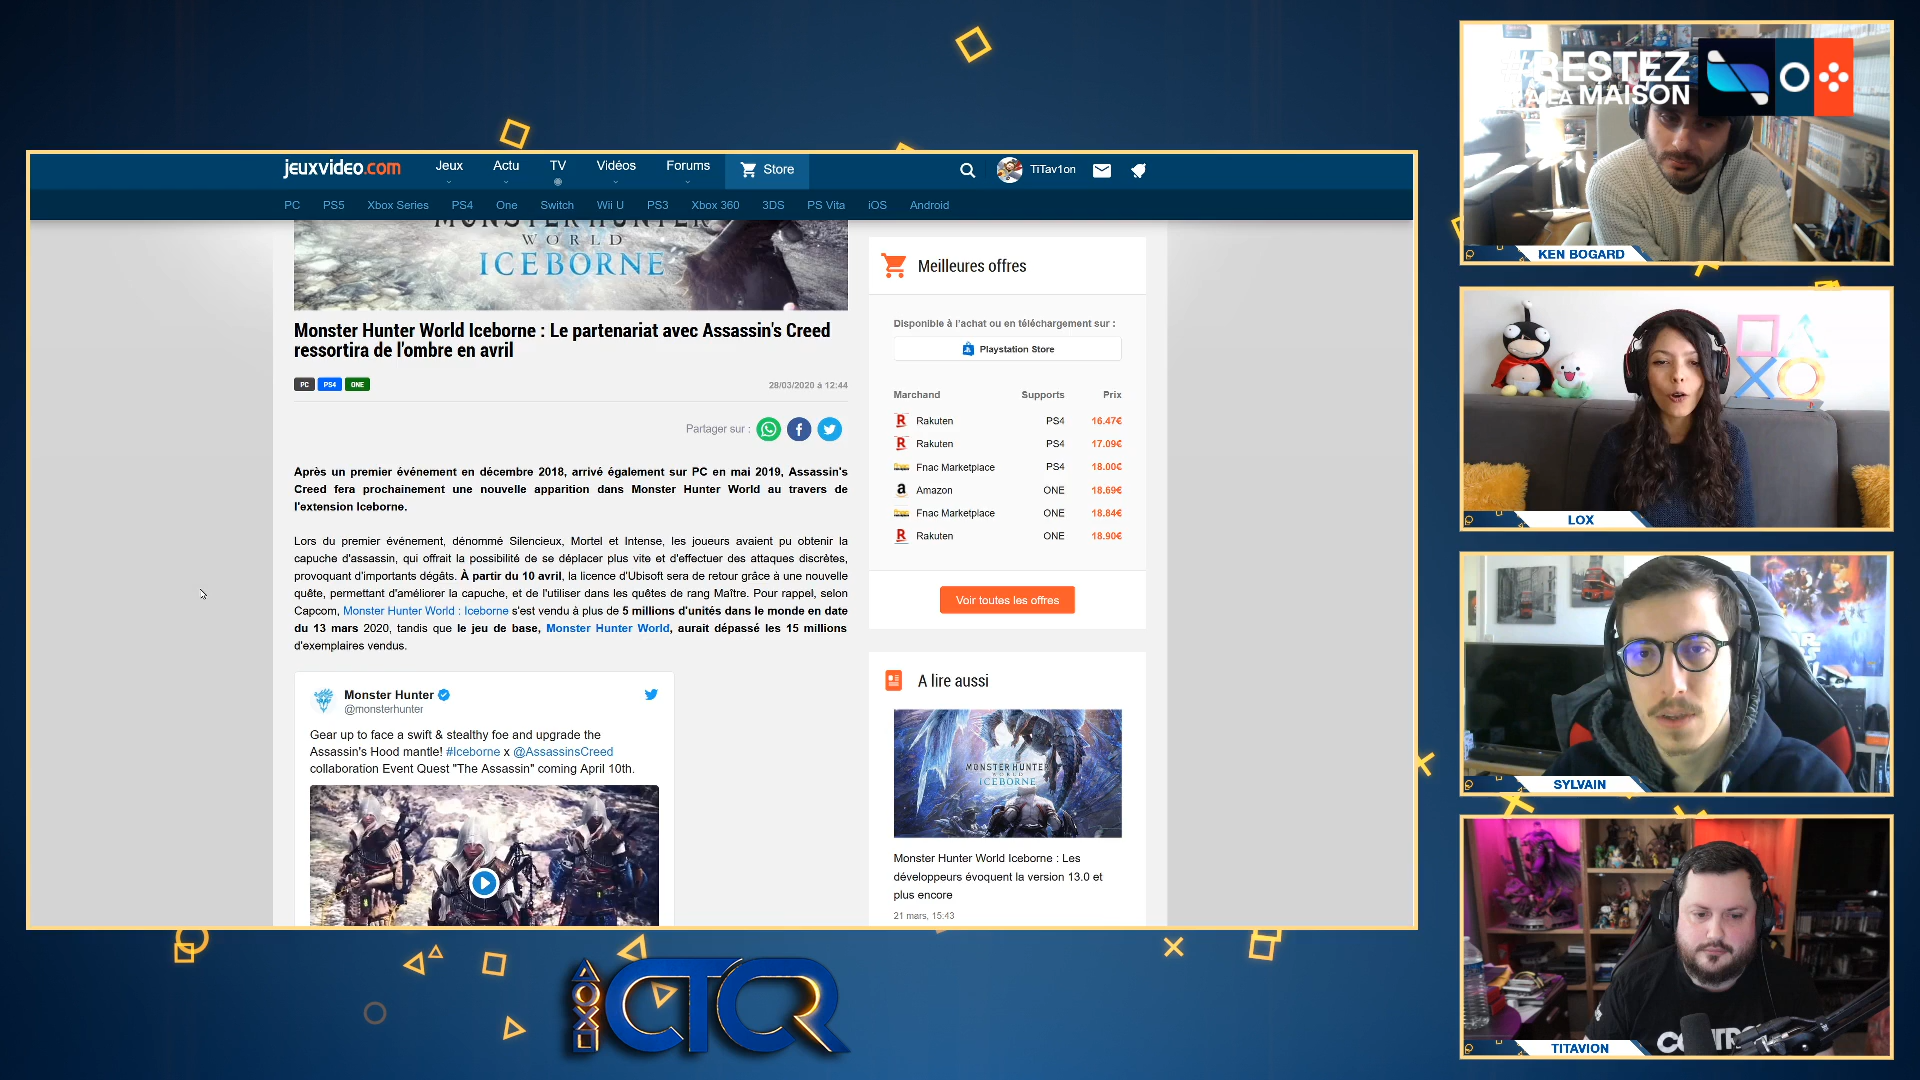 jeuxvideo.com
Jeux
Actu
TV
Vidéos
Forums
Store
TiTav1on
PC
PS5
Xbox Series
PS4
One
Switch
Wii U
PS3
Xbox 360
3DS
PS Vita
iOS
Android
MONSTER HUNTER
WORLD
ICEBORNE
Monster Hunter World Iceborne : Le partenariat avec Assassin's Creed
ressortira de l'ombre en avril
PC
PS4
ONE
28/03/2020 à 12:44
Partager sur :
Après un premier événement en décembre 2018, arrivé également sur PC en mai 2019, Assassin's
Creed fera prochainement une nouvelle apparition dans Monster Hunter World au travers de
l'extension Iceborne.
Lors du premier événement, dénommé Silencieux, Mortel et Intense, les joueurs avaient pu obtenir la
capuche d'assassin, qui offrait la possibilité de se déplacer plus vite et d'effectuer des attaques discrètes,
provoquant d'importants dégâts. À partir du 10 avril, la licence d'Ubisoft sera de retour grâce à une nouvelle
quête, permettant d'améliorer la capuche, et de l'utiliser dans les quêtes de rang Maître. Pour rappel, selon
Capcom, Monster Hunter World : Iceborne s'est vendu à plus de 5 millions d'unités dans le monde en date
du 13 mars 2020, tandis que le jeu de base, Monster Hunter World, aurait dépassé les 15 millions
d'exemplaires vendus.
Monster Hunter
@monsterhunter
Gear up to face a swift & stealthy foe and upgrade the
Assassin's Hood mantle! #Iceborne x @AssassinsCreed
collaboration Event Quest "The Assassin" coming April 10th.
Meilleures offres
Disponible à l'achat ou en téléchargement sur :
Playstation Store
Marchand Supports Prix
Rakuten PS4 16.47€
Rakuten PS4 17.09€
Fnac Marketplace PS4 18.00€
Amazon ONE 18.69€
Fnac Marketplace ONE 18.84€
Rakuten ONE 18.90€
Voir toutes les offres
A lire aussi
MONSTER HUNTER
WORLD
ICEBORNE
Monster Hunter World Iceborne : Les
développeurs évoquent la version 13.0 et
plus encore
21 mars, 15:43
CTCR
#RESTEZ
À LA MAISON
KEN BOGARD
LOX
SYLVAIN
TITAVION